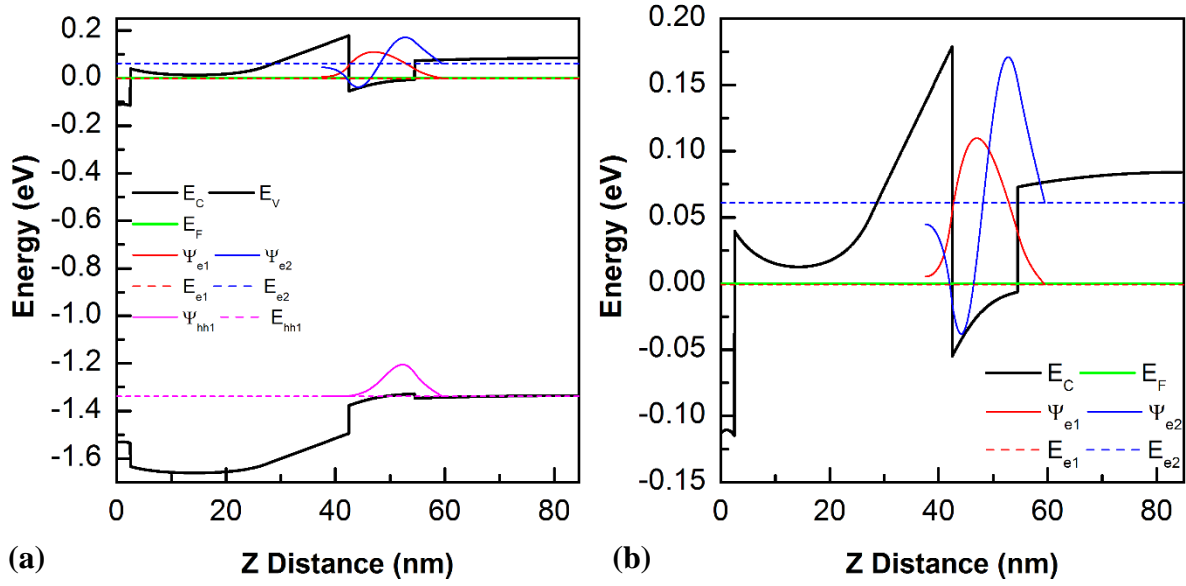 0.2
0.0
-0.2
-0.4
-0.6
-0.8
-1.0
-1.2
-1.4
-1.6
Energy (eV)
E_C E_V
E_F
Ψ_e1 Ψ_e2
E_e1 E_e2
Ψ_hh1 E_hh1
0 20 40 60 80
Z Distance (nm)
(a)
0.20
0.15
0.10
0.05
0.00
-0.05
-0.10
0.15
Energy (eV)
E_C E_F
Ψ_e1 Ψ_e2
E_e1 E_e2
0 20 40 60 80
Z Distance (nm)
(b)